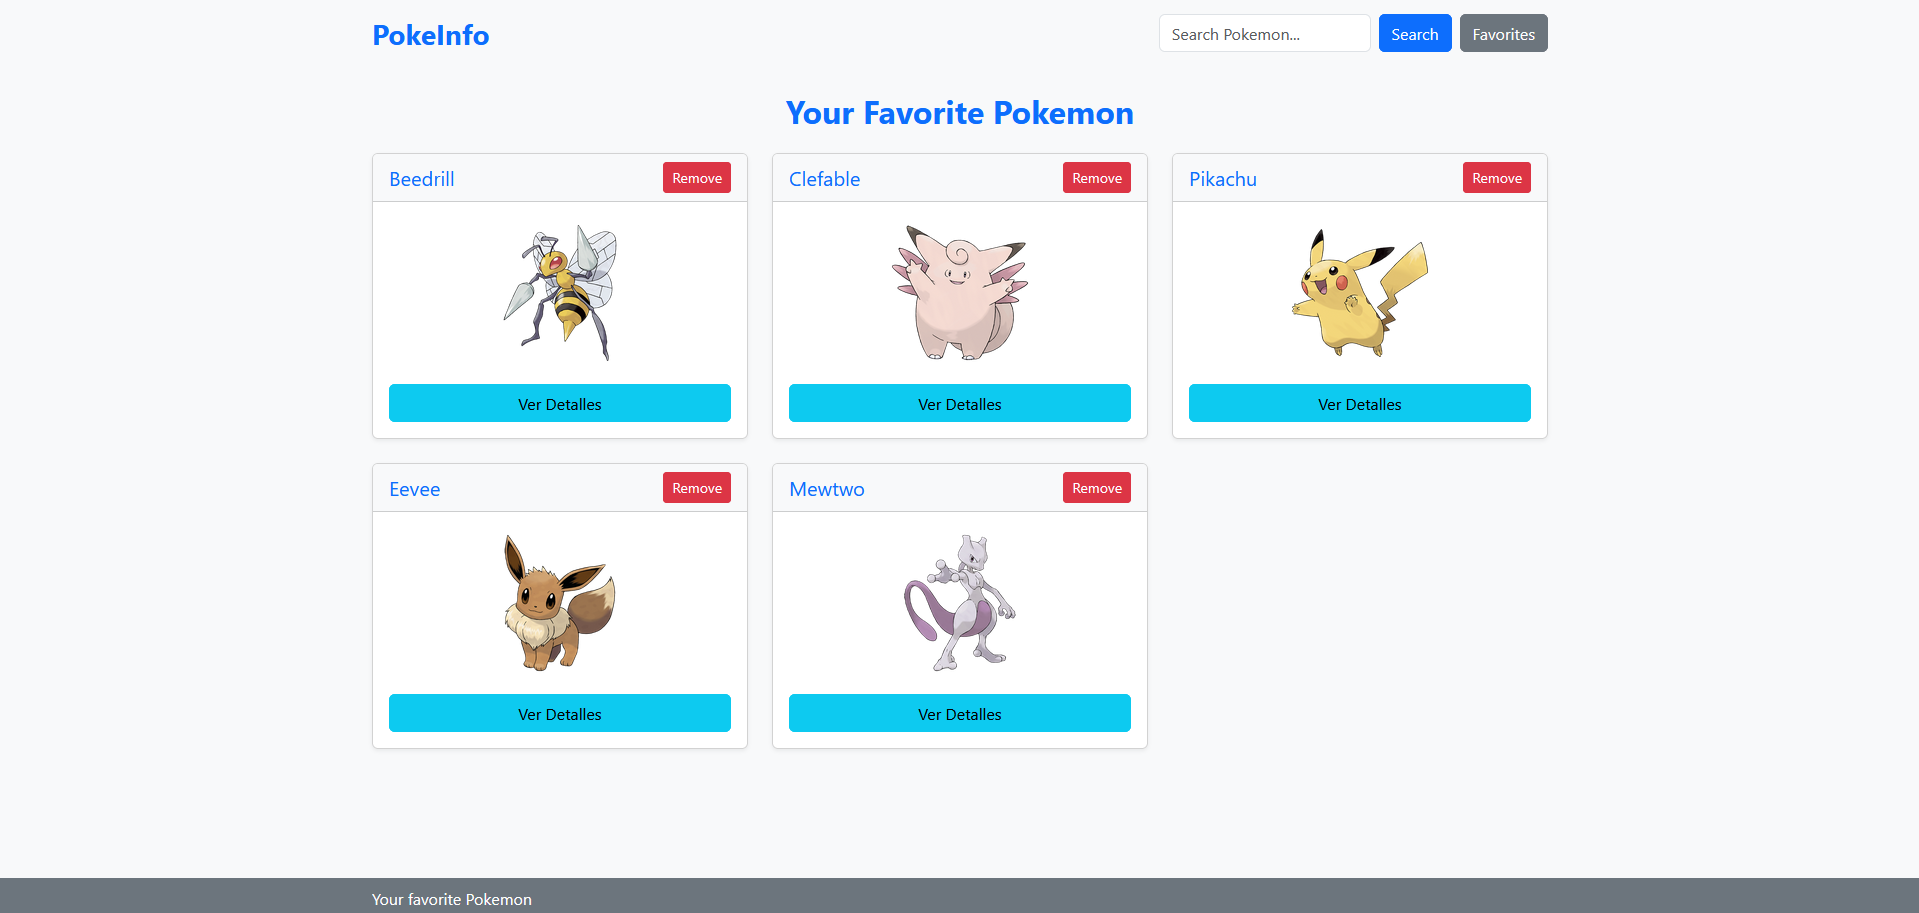 PokeInfo
Search Pokemon...
Search
Favorites
Your Favorite Pokemon
Beedrill
Remove
Clefable
Remove
Pikachu
Remove
Ver Detalles
Ver Detalles
Ver Detalles
Eevee
Remove
Mewtwo
Remove
Ver Detalles
Ver Detalles
Your favorite Pokemon